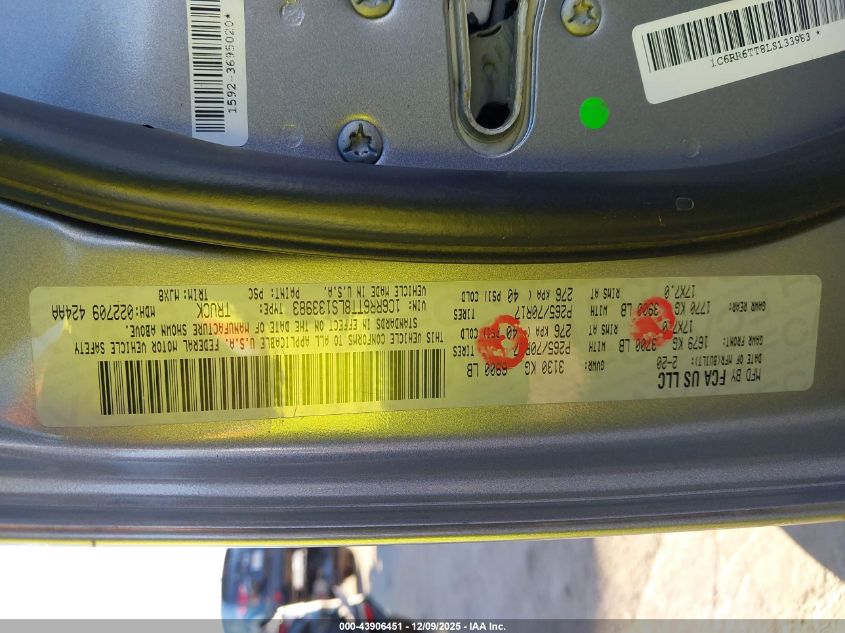 1592-3695020*
1C6RR6TT8LS133983 *
MFD BY FCA US LLC
DATE OF MFR(BUILT): 2-20
GVWR: 3130 KG 6900 LB
GAWR FRONT: 1679 KG 3700 LB WITH P265/70R17 TIRES
17X7.0 RIMS AT 276 KPA ( 40 PSI) COLD
GAWR REAR: 1770 KG 3900 LB WITH P265/70R17 TIRES
17X7.0 RIMS AT 276 KPA ( 40 PSI) COLD
THIS VEHICLE CONFORMS TO ALL APPLICABLE U.S.A. FEDERAL MOTOR VEHICLE SAFETY
STANDARDS IN EFFECT ON THE DATE OF MANUFACTURE SHOWN ABOVE.
VIN: 1C6RR6TT8LS133983 TYPE: TRUCK MDH:022709 424AA
VEHICLE MADE IN U.S.A. PAINT: PSC TRIM: MJX8
000-43906451 - 12/09/2025 - IAA Inc.